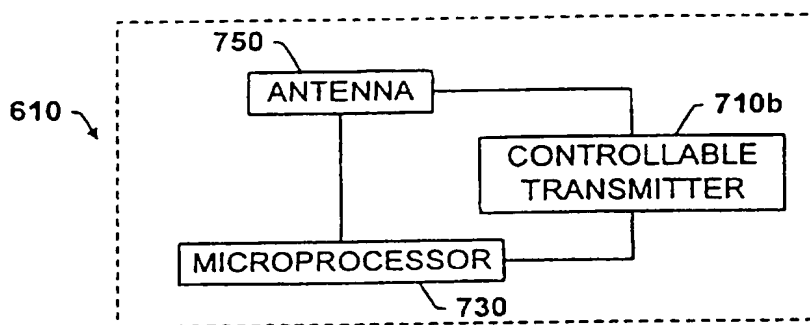 750
ANTENNA
610
710b
CONTROLLABLE
TRANSMITTER
MICROPROCESSOR
730